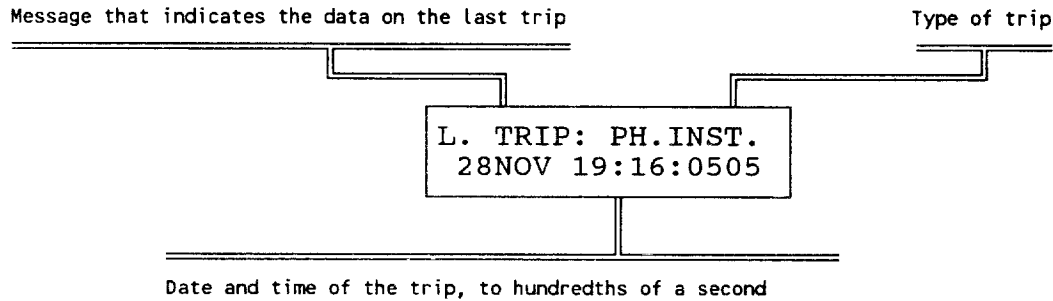 Message that indicates the data on the last trip
Type of trip
L. TRIP: PH.INST.
28NOV 19:16:0505
Date and time of the trip, to hundredths of a second